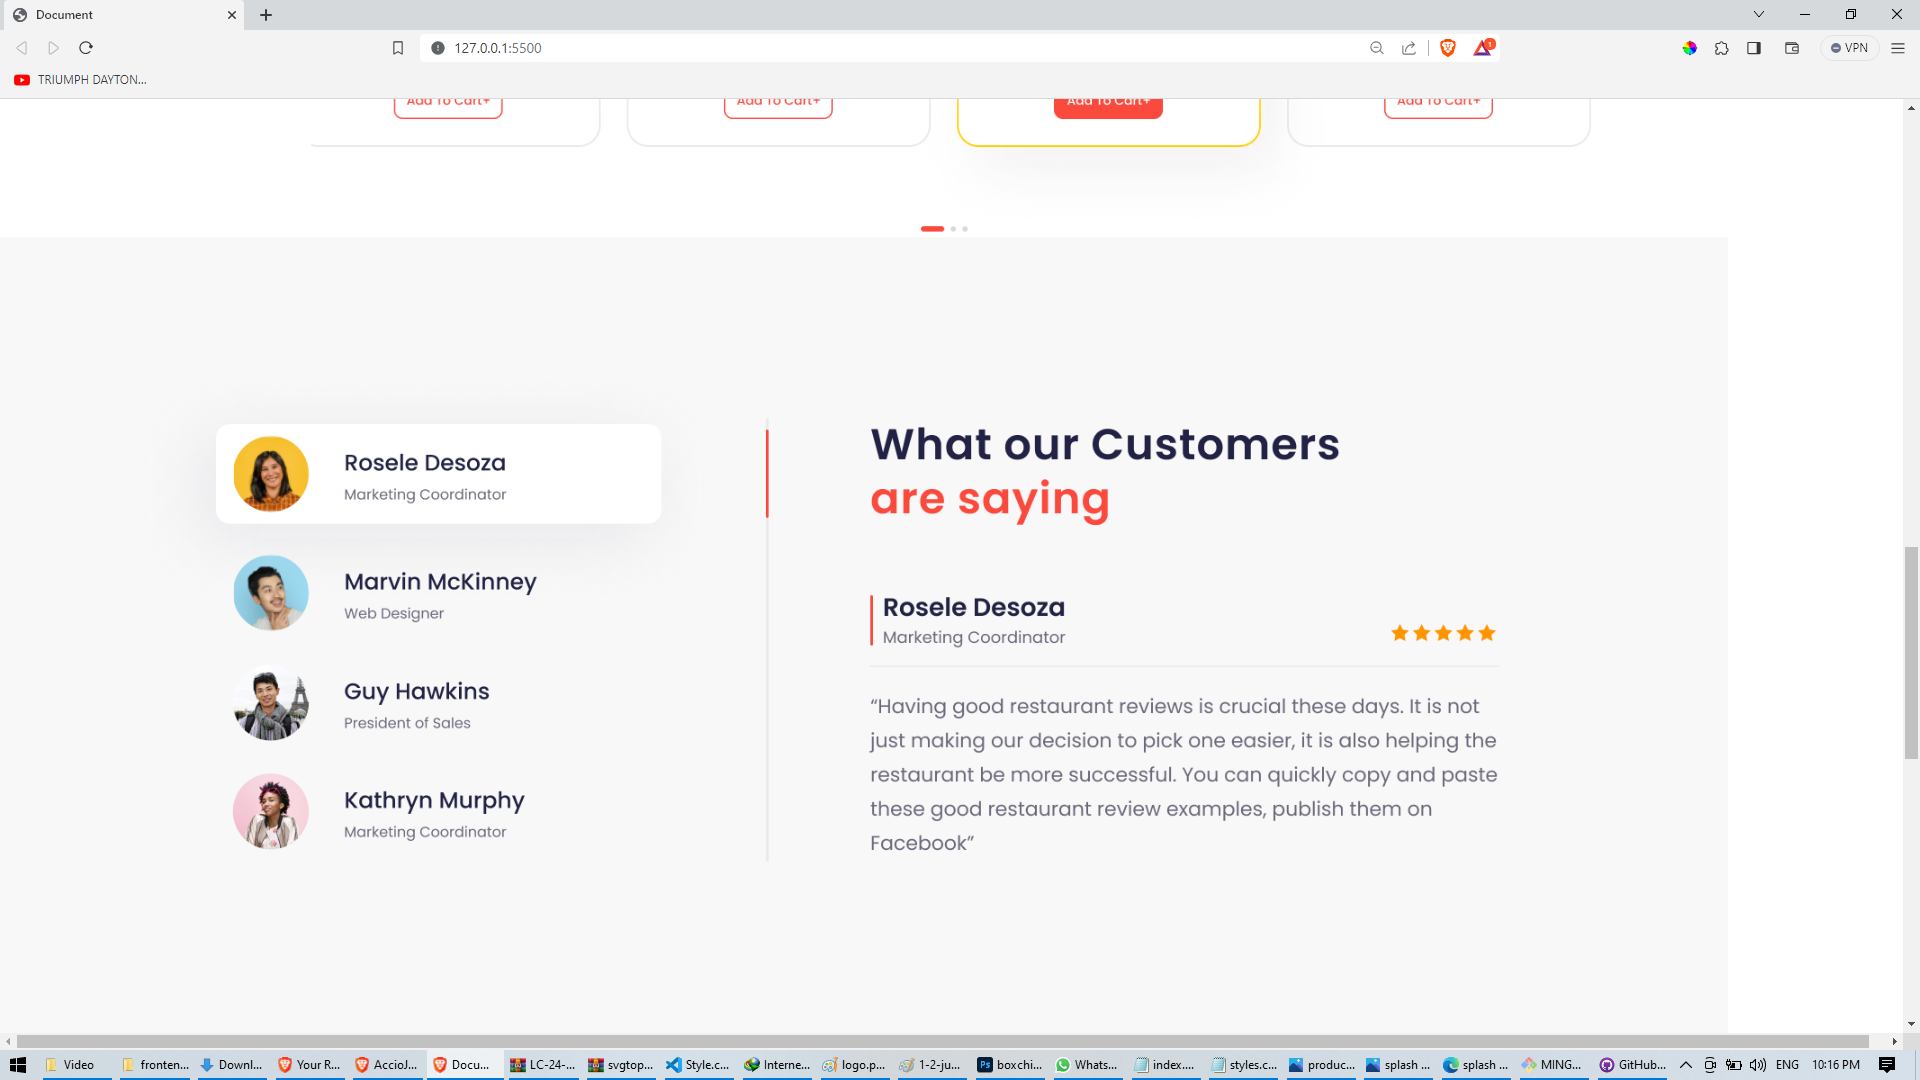 Document
127.0.0.1:5500
1
VPN
TRIUMPH DAYTON...
Add To Cart+
Add To Cart+
Add To Cart+
Add To Cart+
What our Customers
are saying
Rosele Desoza
Marketing Coordinator
Marvin McKinney
Web Designer
Guy Hawkins
President of Sales
Kathryn Murphy
Marketing Coordinator
Rosele Desoza
Marketing Coordinator
“Having good restaurant reviews is crucial these days. It is not
just making our decision to pick one easier, it is also helping the
restaurant be more successful. You can quickly copy and paste
these good restaurant review examples, publish them on
Facebook”
Video
fronten...
Downl...
Your R...
AccioJ...
Docu...
LC-24-...
svgtop...
Style.c...
Interne...
logo.p...
1-2-ju...
Ps
boxchi...
Whats...
index....
styles.c...
produc...
splash ...
splash ...
MING...
GitHub...
ENG
10:16 PM